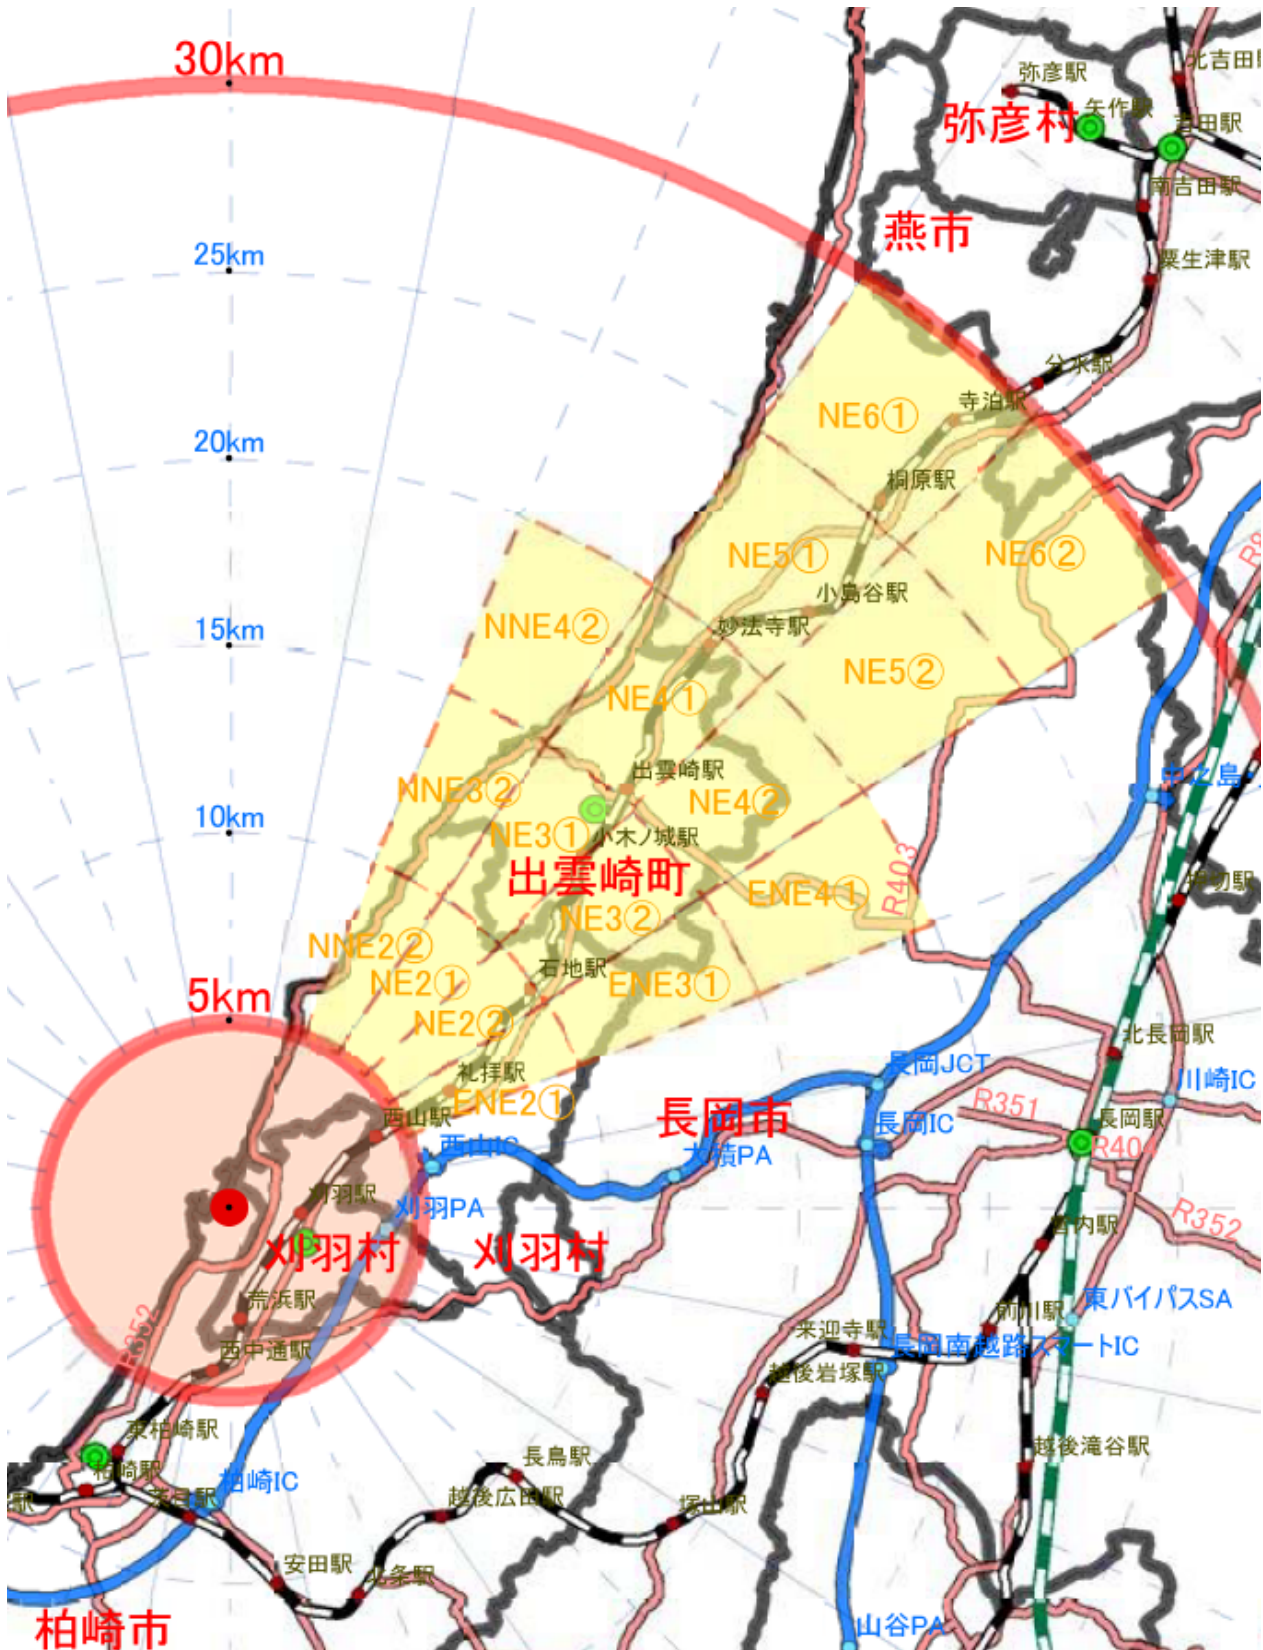 30km
弥彦駅
北吉田
矢作駅
弥彦村
吉田駅
南吉田駅
燕市
25km
粟生津駅
分水駅
寺泊駅
NE6①
20km
桐原駅
NE5①
NE6②
小島谷駅
15km
NNE4②
妙法寺駅
NE5②
NE4①
出雲崎駅
NNE3②
NE4②
中之島
10km
NE3①
小木ノ城駅
出雲崎町
R403
ENE4①
押切駅
NE3②
NNE2②
石地駅
NE2①
ENE3①
5km
NE2②
北長岡駅
礼拝駅
長岡JCT
川崎IC
ENE2①
R351
西山駅
長岡市
長岡駅
西山IC
長岡IC
大積PA
刈羽駅
刈羽PA
R352
宮内駅
刈羽村
刈羽村
荒浜駅
前川駅
東バイパスSA
R352
西中通駅
来迎寺駅
長岡南越路スマートIC
越後岩塚駅
東柏崎駅
越後滝谷駅
長鳥駅
柏崎駅
柏崎IC
茨目駅
越後広田駅
塚山駅
安田駅
北条駅
柏崎市
山谷PA